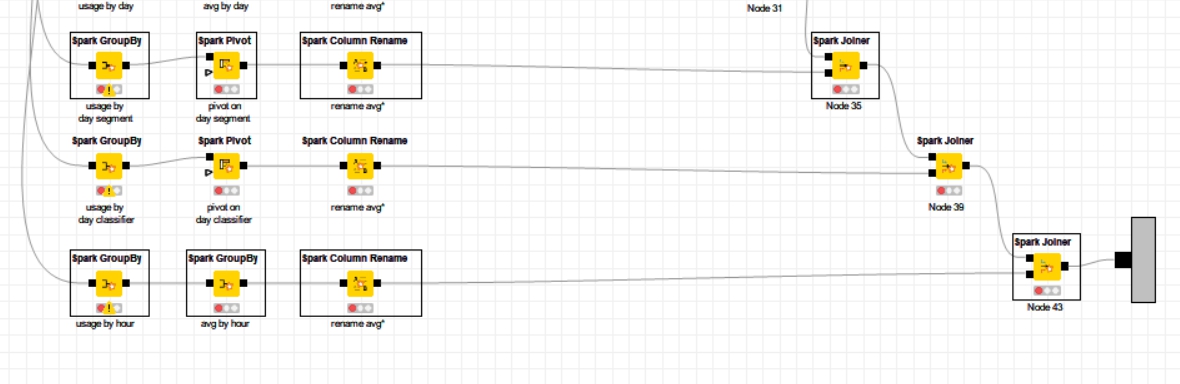 usage by day
avg by day
rename avg*
Node 31
Spark GroupBy
Spark Pivot
Spark Column Rename
Spark Joiner
usage by
day segment
pivot on
day segment
rename avg*
Node 35
Spark GroupBy
Spark Pivot
Spark Column Rename
Spark Joiner
usage by
day classifier
pivot on
day classifier
rename avg*
Node 39
Spark Joiner
Spark GroupBy
Spark GroupBy
Spark Column Rename
Node 43
usage by hour
avg by hour
rename avg*